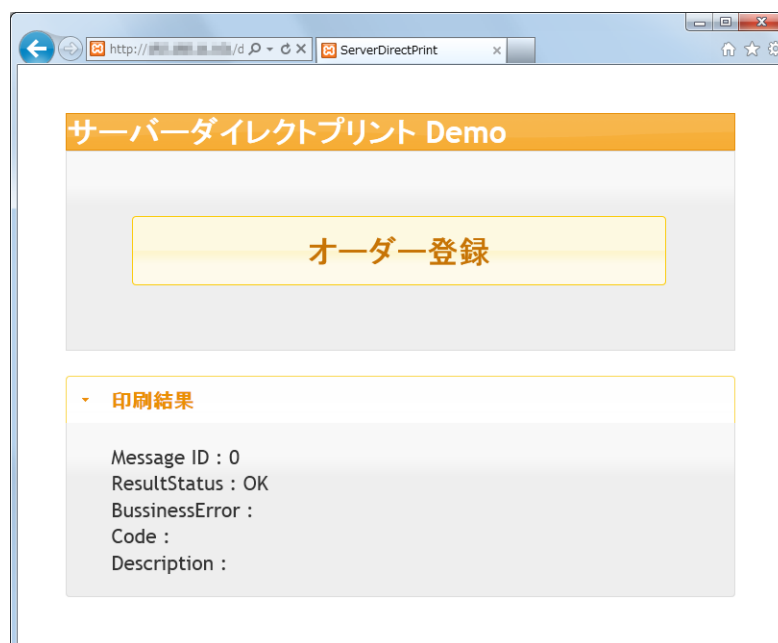 http:// /d
ServerDirectPrint
サーバーダイレクトプリント Demo
オーダー登録
印刷結果
Message ID : 0
ResultStatus : OK
BussinessError :
Code :
Description :